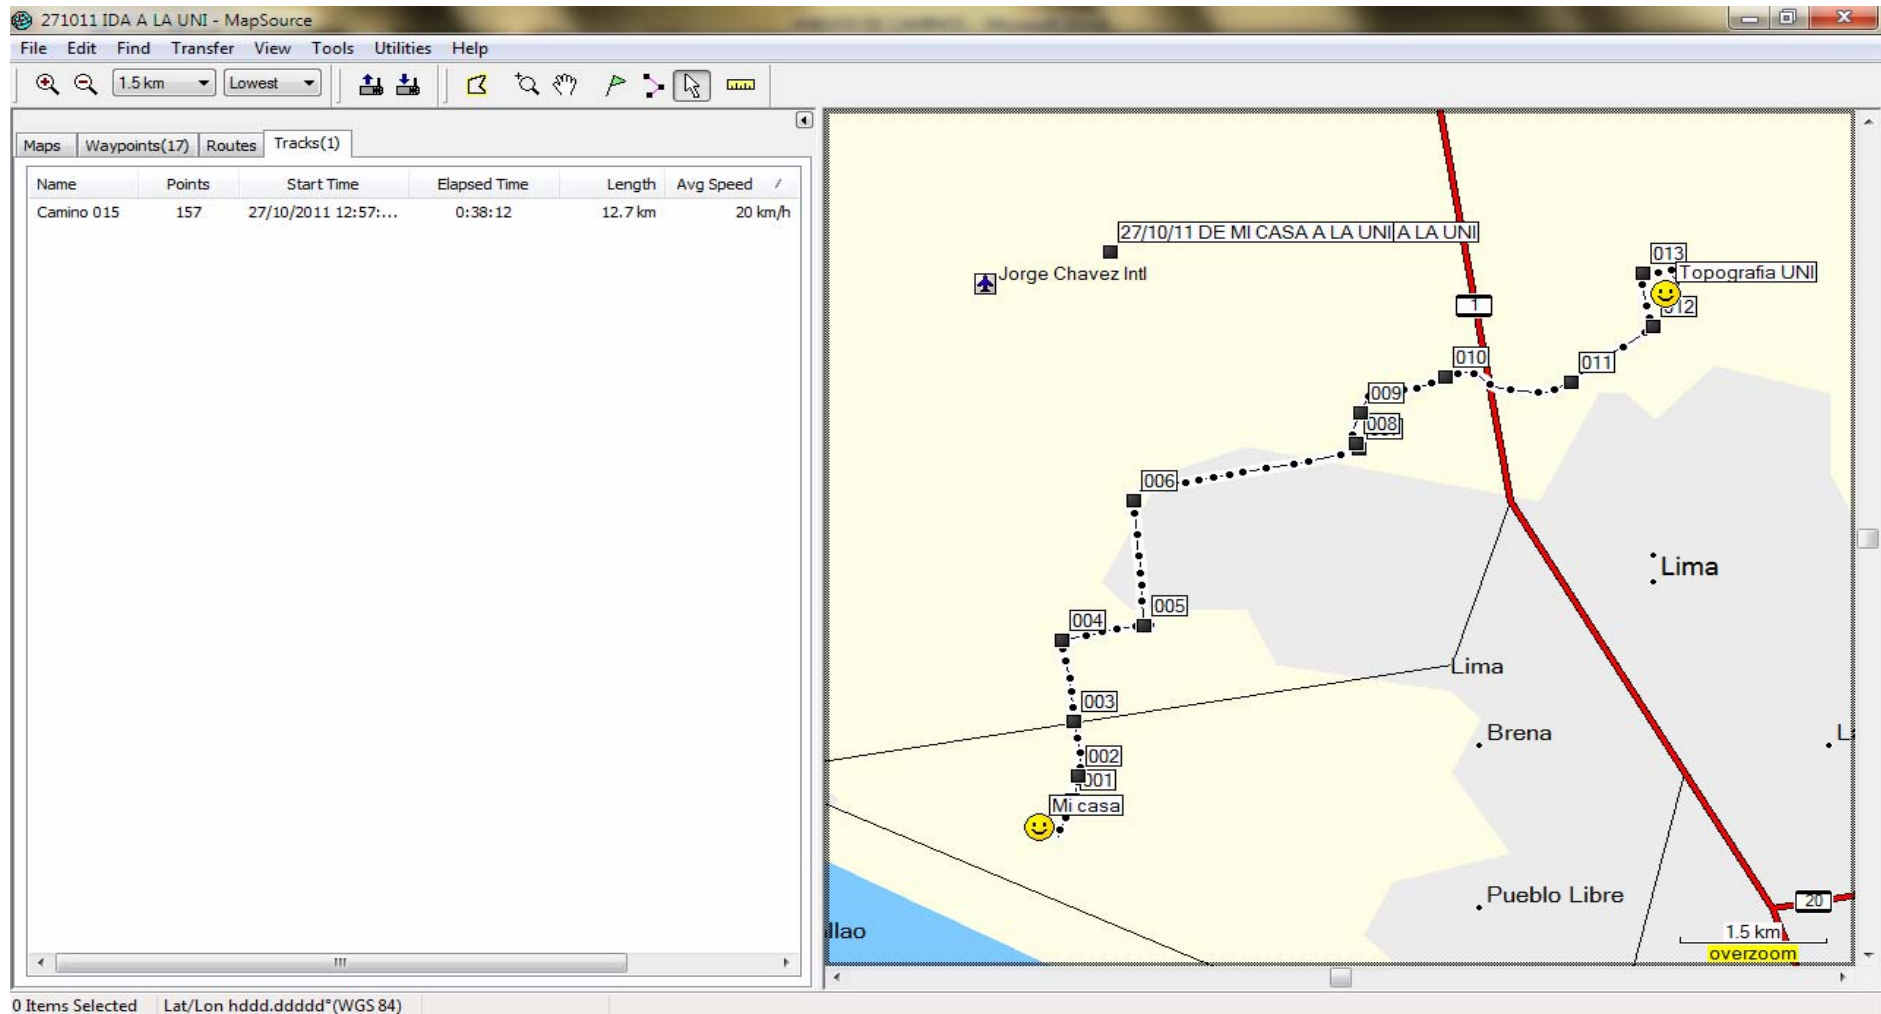 271011 IDA A LA UNI - MapSource
File Edit Find Transfer View Tools Utilities Help
1.5 km Lowest
Maps Waypoints(17) Routes Tracks(1)
Name Points Start Time Elapsed Time Length Avg Speed
Camino 015 157 27/10/2011 12:57:... 0:38:12 12.7 km 20 km/h
27/10/11 DE MI CASA A LA UNI A LA UNI
Jorge Chavez Intl
013
Topografia UNI
1
012
010
011
009
008
006
Lima
005
004
Lima
003
Brena
002
001
Mi casa
Pueblo Libre
20
llao
1.5 km
overzoom
0 Items Selected Lat/Lon hddd.ddddd°(WGS 84)